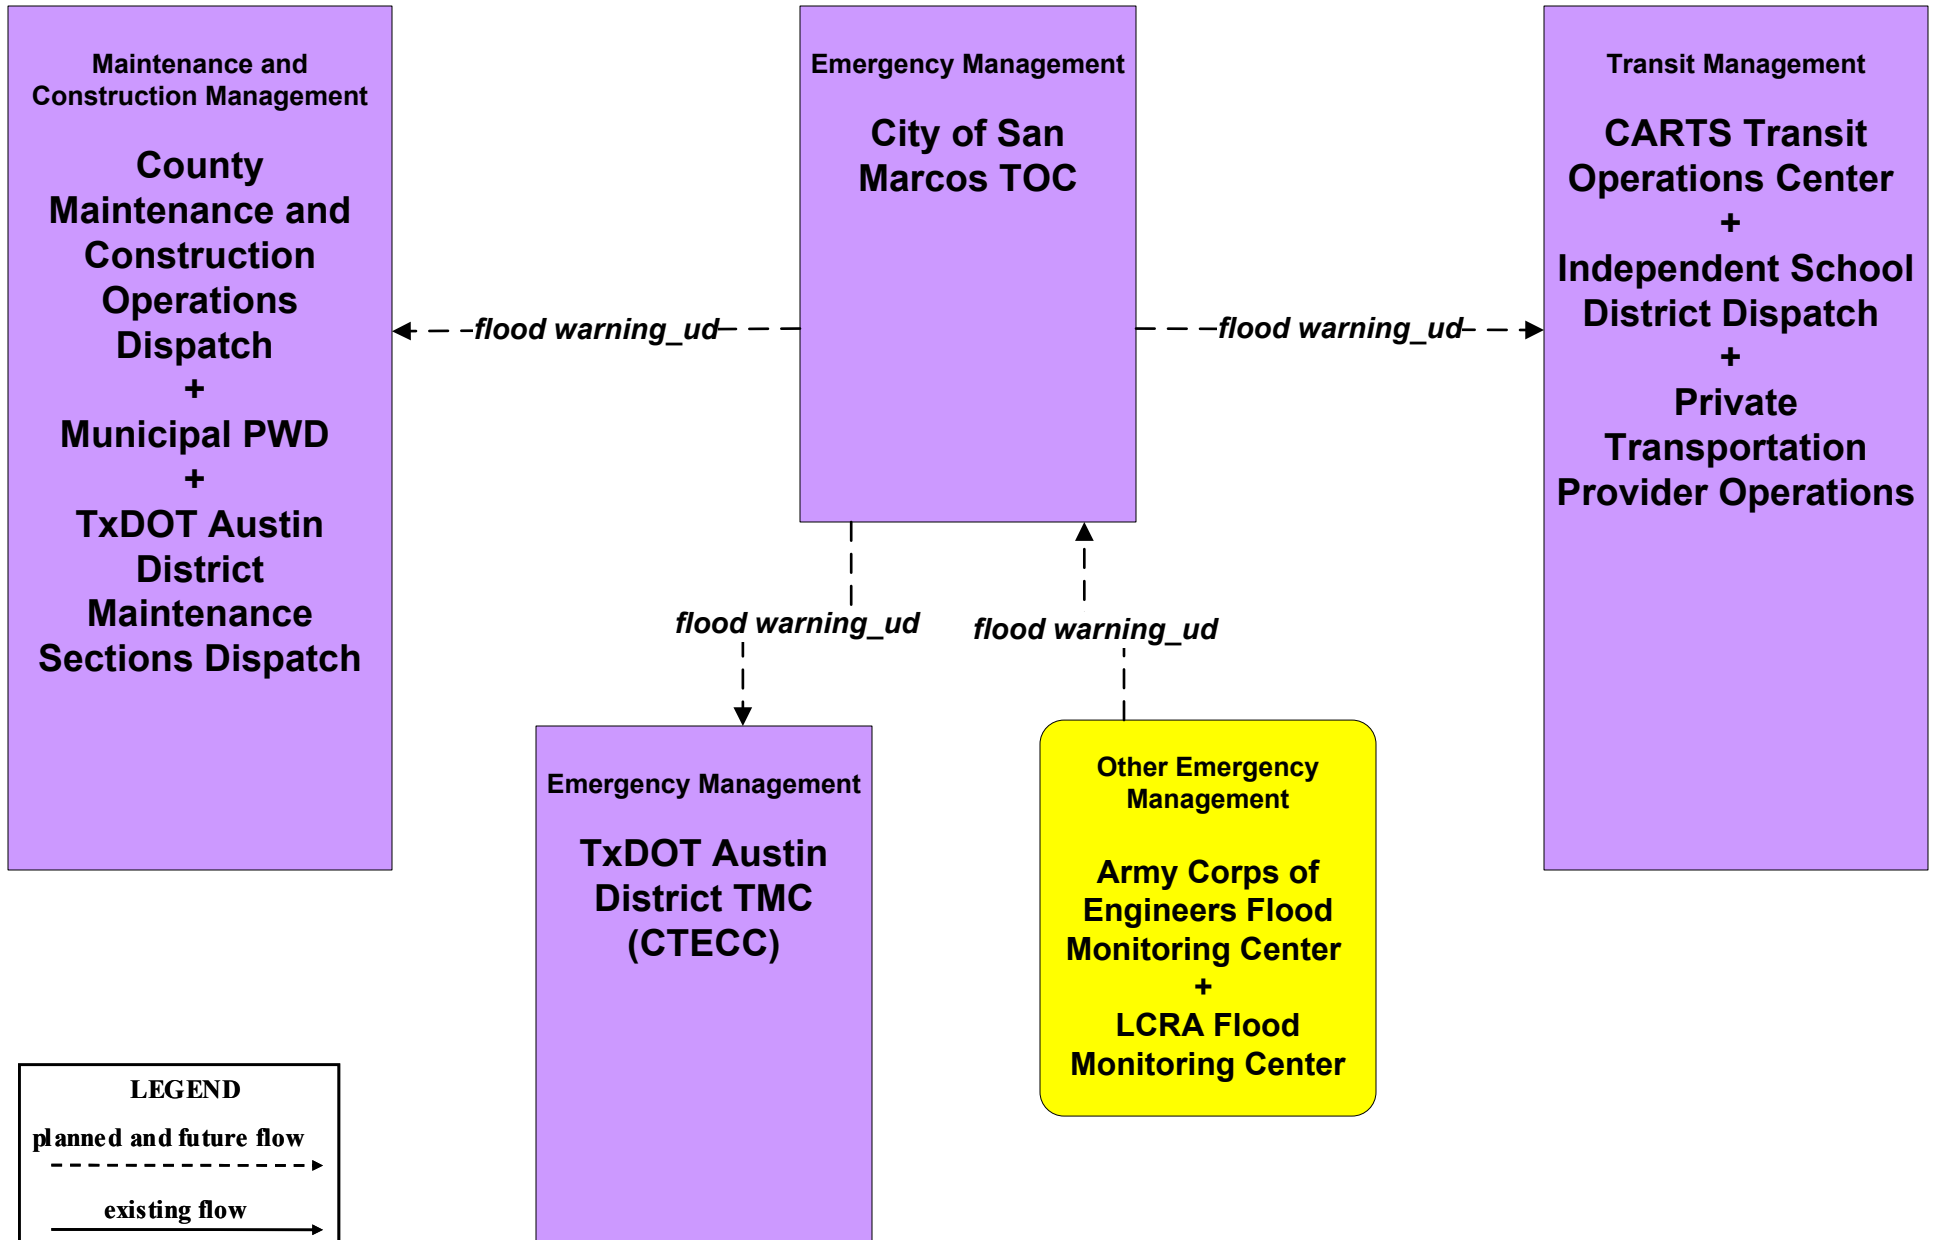 Maintenance and
Construction Management
County
Maintenance and
Construction
Operations
Dispatch
+
Municipal PWD
+
TxDOT Austin
District
Maintenance
Sections Dispatch
flood warning_ud
Emergency Management
City of San
Marcos TOC
flood warning_ud
Transit Management
CARTS Transit
Operations Center
+
Independent School
District Dispatch
+
Private
Transportation
Provider Operations
flood warning_ud
flood warning_ud
Emergency Management
TxDOT Austin
District TMC
(CTECC)
Other Emergency
Management
Army Corps of
Engineers Flood
Monitoring Center
+
LCRA Flood
Monitoring Center
LEGEND
planned and future flow
existing flow